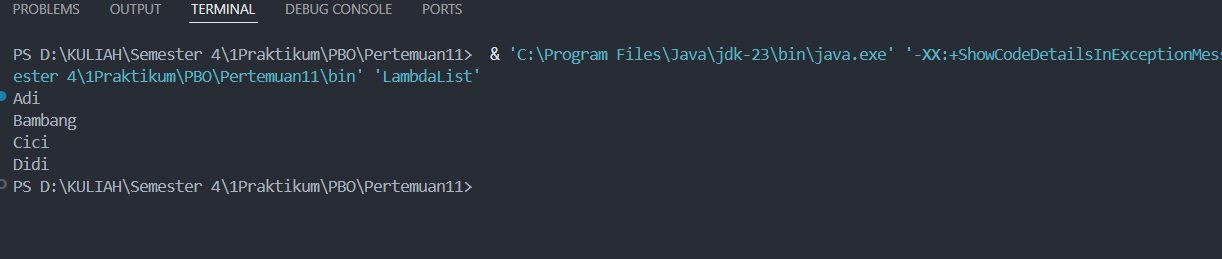 PROBLEMS OUTPUT TERMINAL DEBUG CONSOLE PORTS
PS D:\KULIAH\Semester 4\1Praktikum\PBO\Pertemuan11> & 'C:\Program Files\Java\jdk-23\bin\java.exe' '-XX:+ShowCodeDetailsInExceptionMess
ester 4\1Praktikum\PBO\Pertemuan11\bin' 'LambdaList'
Adi
Bambang
Cici
Didi
PS D:\KULIAH\Semester 4\1Praktikum\PBO\Pertemuan11>